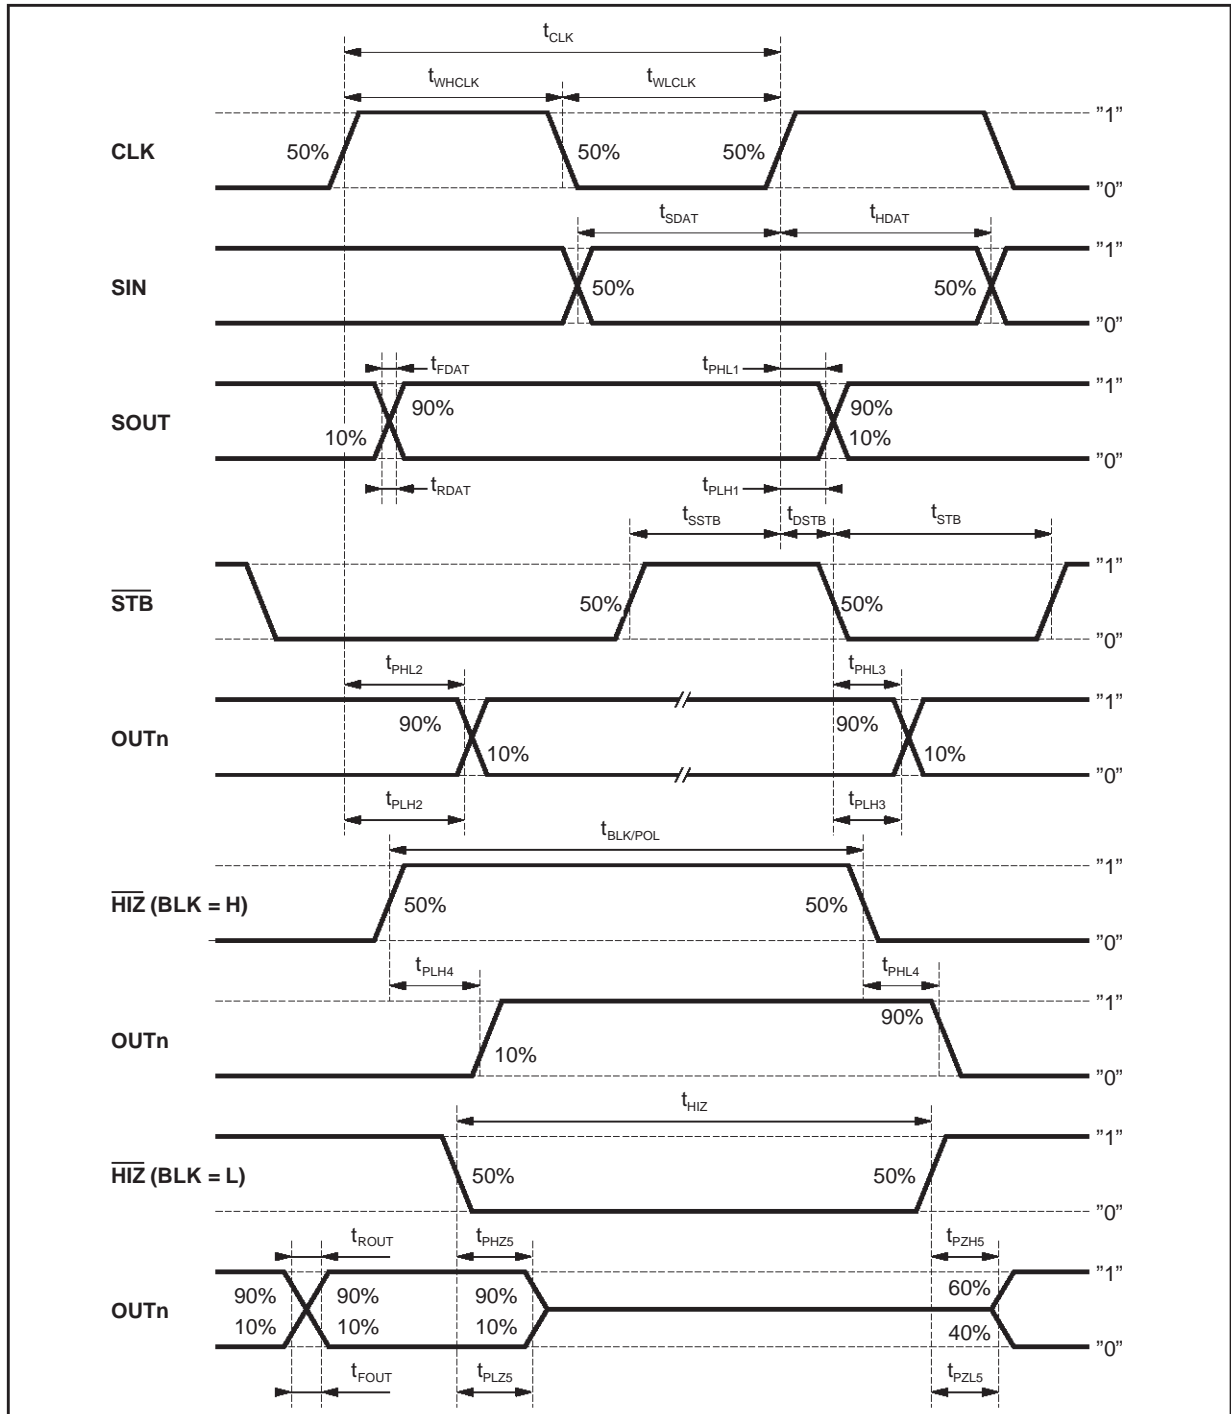 tCLK
tWHCLK tWLCLK
”1”
CLK 50% 50% 50%
”0”
tSDAT tHDAT
”1”
SIN 50% 50%
”0”
tFDAT tPHL1
”1”
90% 90%
SOUT
10% 10%
”0”
tRDAT tPLH1
tSSTB tDSTB tSTB
”1”
STB 50% 50%
”0”
tPHL2 tPHL3
”1”
90% 90%
OUTn 10% 10%
”0”
tPLH2 tPLH3
tBLK/POL
”1”
HIZ (BLK = H) 50% 50%
”0”
tPLH4 tPHL4
”1”
90%
OUTn
10%
”0”
tHIZ
”1”
HIZ (BLK = L) 50% 50%
”0”
tROUT tPHZ5 tPZH5
”1”
90% 90% 90% 60%
OUTn
10% 10% 10% 40%
”0”
tFOUT tPLZ5 tPZL5